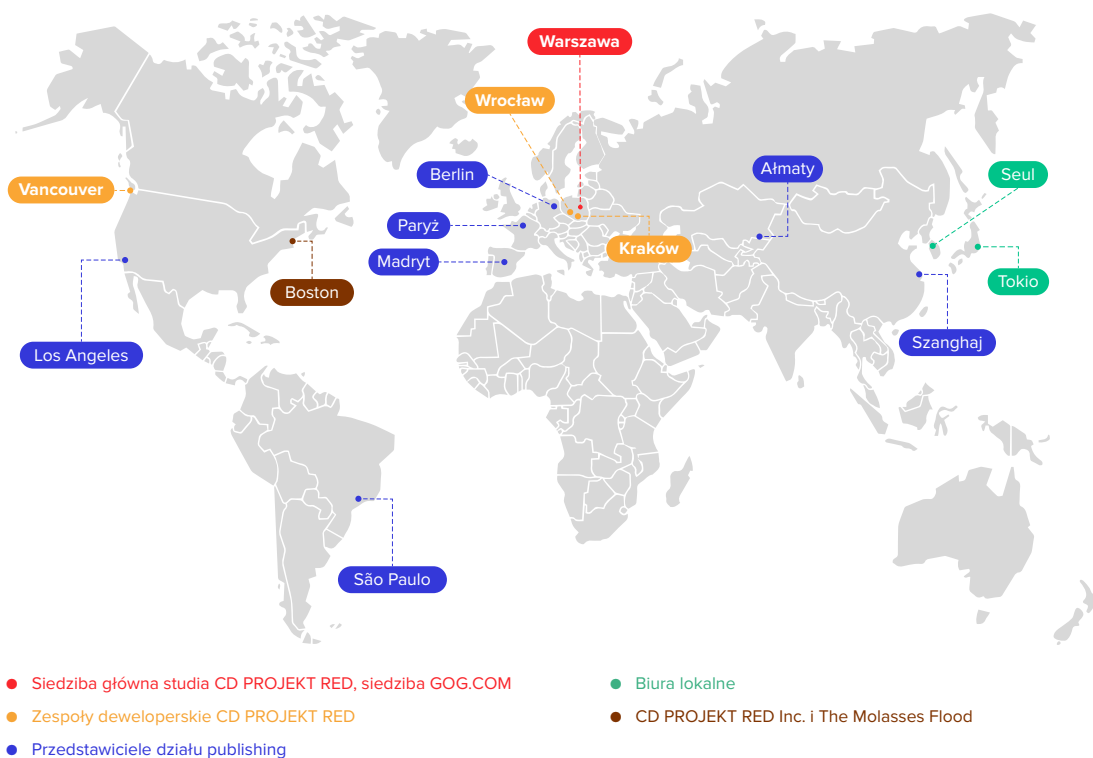 Warszawa
Wrocław
Berlin
Ałmaty
Seul
Vancouver
Paryż
Kraków
Madryt
Boston
Tokio
Los Angeles
Szanghaj
São Paulo
Siedziba główna studia CD PROJEKT RED, siedziba GOG.COM
Zespoły deweloperskie CD PROJEKT RED
Przedstawiciele działu publishing
Biura lokalne
CD PROJEKT RED Inc. i The Molasses Flood